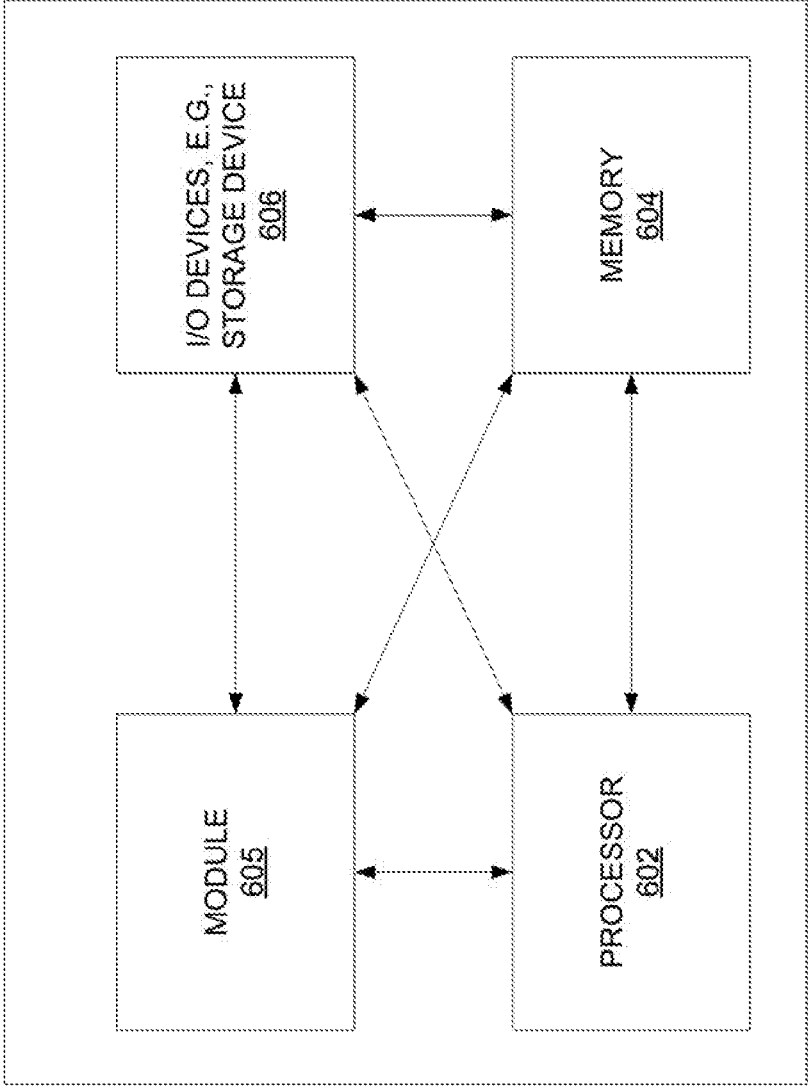 MODULE
605
I/O DEVICES, E.G.,
STORAGE DEVICE
606
PROCESSOR
602
MEMORY
604